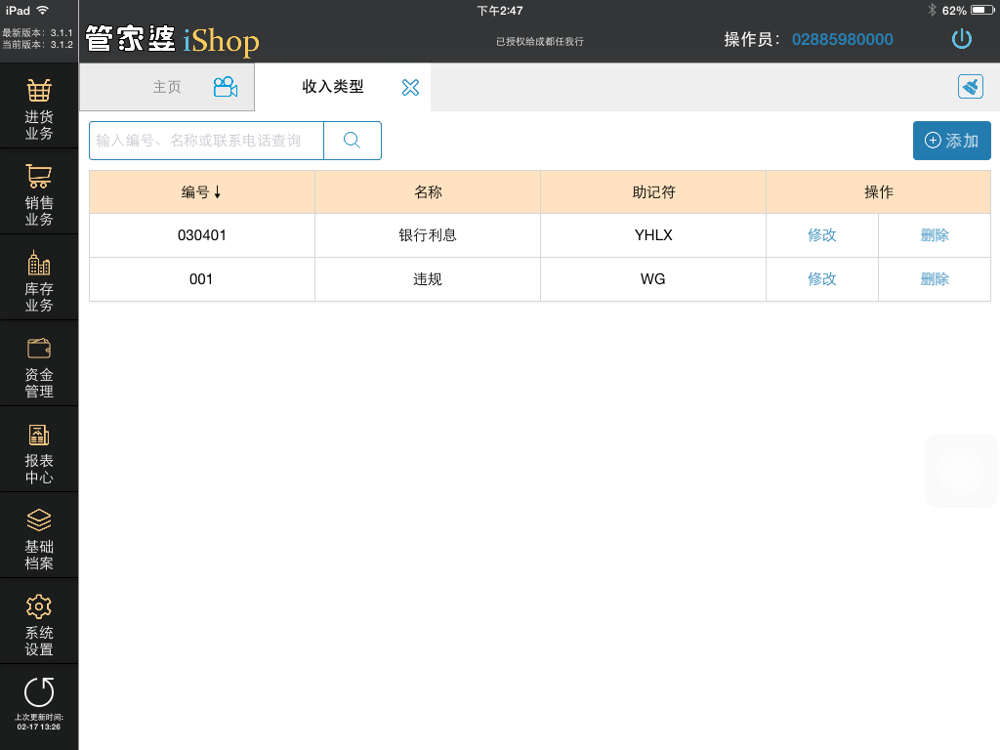 iPad 下午2:47 62%
最新版本: 3.1.1
当前版本: 3.1.2
管家婆 iShop
已授权给成都任我行
操作员: 02885980000
主页
收入类型
输入编号、名称或联系电话查询
添加
编号↓ 名称 助记符 操作
030401 银行利息 YHLX 修改 删除
001 违规 WG 修改 删除
进货
业务
销售
业务
库存
业务
资金
管理
报表
中心
基础
档案
系统
设置
上次更新时间:
02-17 13:26